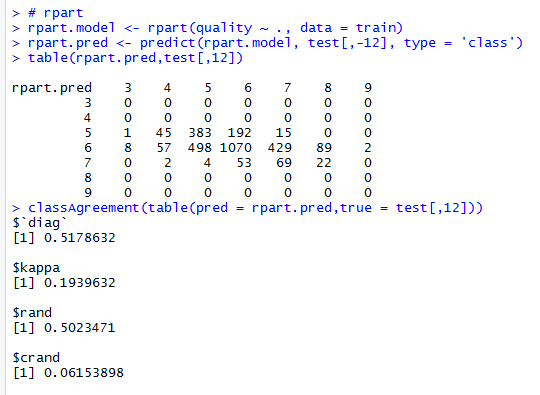 > # rpart
> rpart.model <- rpart(quality ~ ., data = train)
> rpart.pred <- predict(rpart.model, test[,-12], type = 'class')
> table(rpart.pred,test[,12])
rpart.pred 3 4 5 6 7 8 9
3 0 0 0 0 0 0 0
4 0 0 0 0 0 0 0
5 1 45 383 192 15 0 0
6 8 57 498 1070 429 89 2
7 0 2 4 53 69 22 0
8 0 0 0 0 0 0 0
9 0 0 0 0 0 0 0
> classAgreement(table(pred = rpart.pred,true = test[,12]))
$`diag`
[1] 0.5178632
$kappa
[1] 0.1939632
$rand
[1] 0.5023471
$crand
[1] 0.06153898